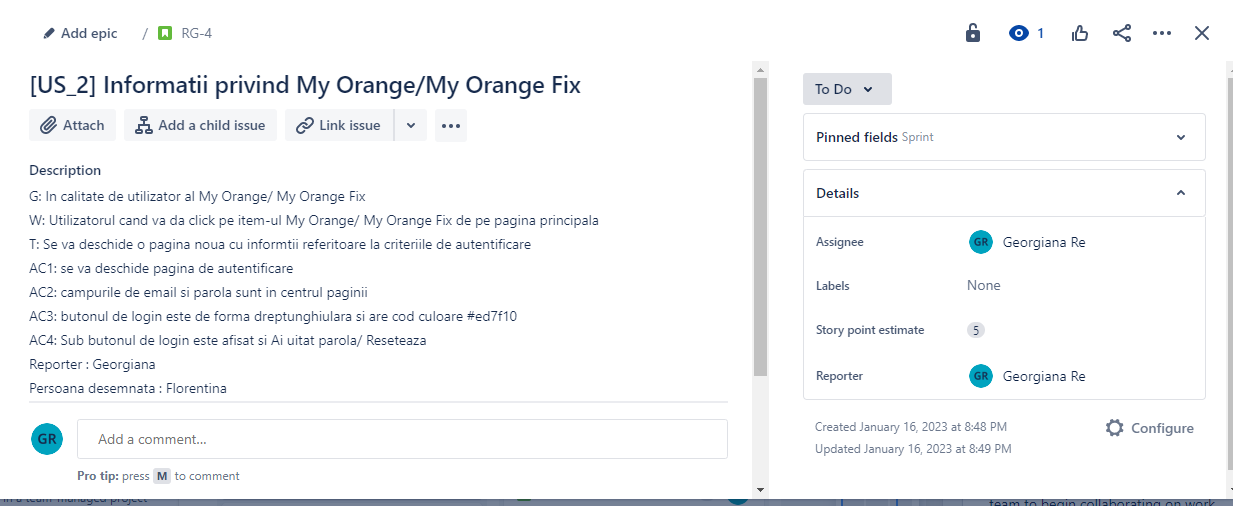 Add epic / RG-4
1
[US_2] Informatii privind My Orange/My Orange Fix
Attach
Add a child issue
Link issue
Description
G: In calitate de utilizator al My Orange/ My Orange Fix
W: Utilizatorul cand va da click pe item-ul My Orange/ My Orange Fix de pe pagina principala
T: Se va deschide o pagina noua cu informtii referitoare la criteriile de autentificare
AC1: se va deschide pagina de autentificare
AC2: campurile de email si parola sunt in centrul paginii
AC3: butonul de login este de forma dreptunghiulara si are cod culoare #ed7f10
AC4: Sub butonul de login este afisat si Ai uitat parola/ Reseteaza
Reporter : Georgiana
Persoana desemnata : Florentina
GR
Add a comment...
Pro tip: press M to comment
To Do
Pinned fields Sprint
Details
Assignee GR Georgiana Re
Labels None
Story point estimate 5
Reporter GR Georgiana Re
Created January 16, 2023 at 8:48 PM
Updated January 16, 2023 at 8:49 PM
Configure
in a team-managed project
team to begin collaborating on work